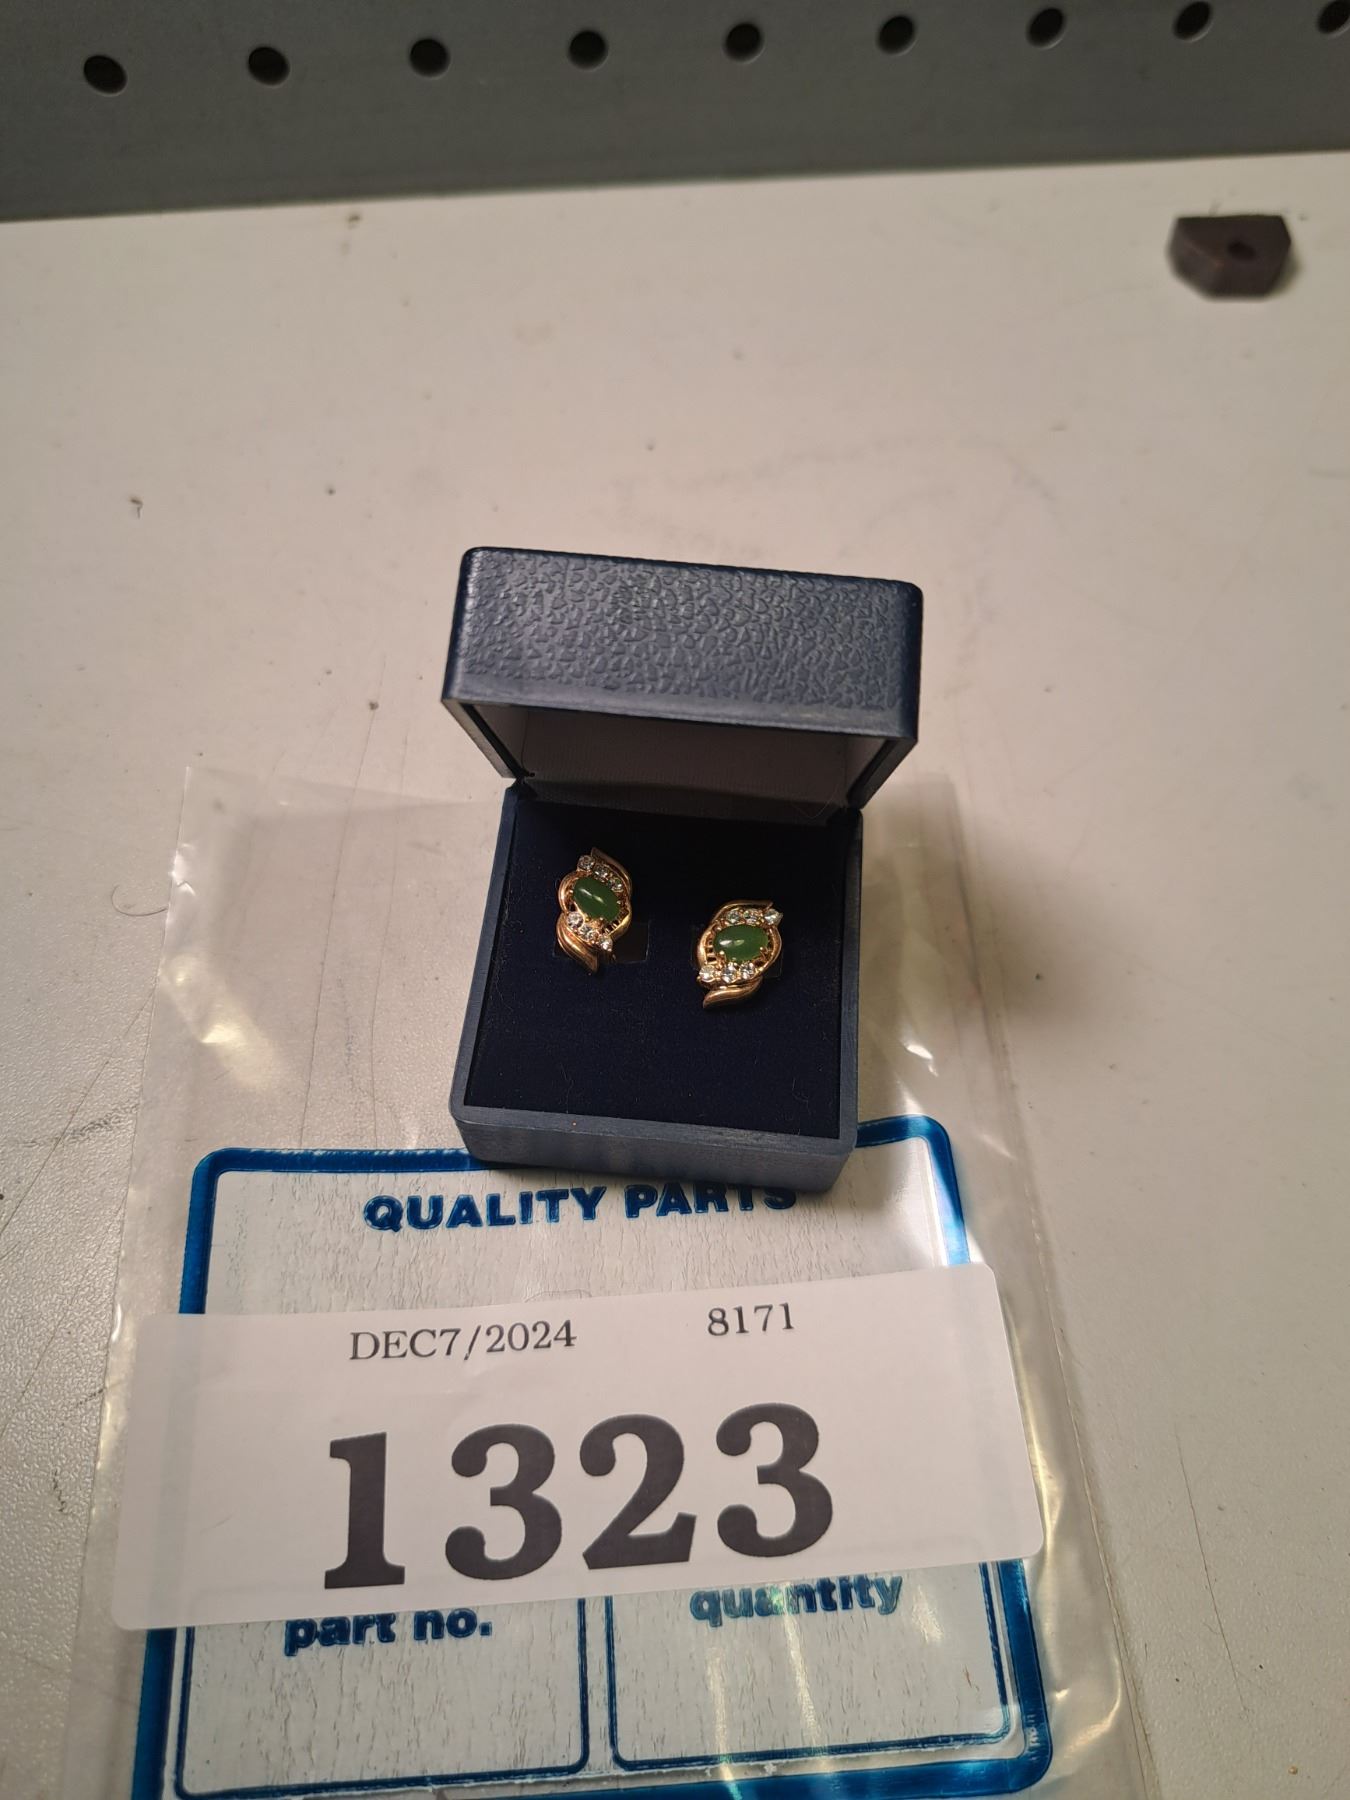 QUALITY PARTS
DEC7/2024 8171
1323
part no. quantity